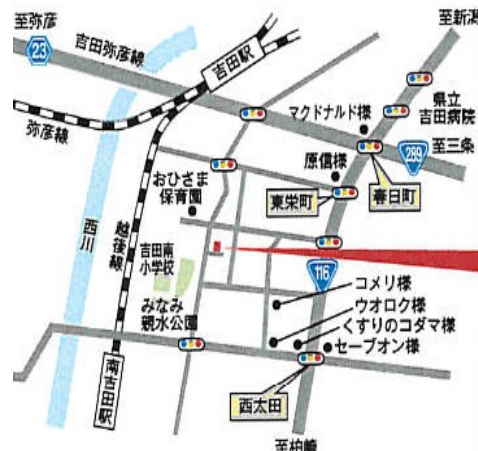 至弥彦
至新潟
23
吉田弥彦線
吉田駅
県立
吉田病院
マクドナルド様
弥彦線
至三条
289
原信様
春日町
おひさま
保育園
東栄町
西川
越後線
吉田南
小学校
116
コメリ様
みなみ
親水公園
ウオロク様
くすりのコダマ様
セーブオン様
南吉田駅
西太田
至柏崎